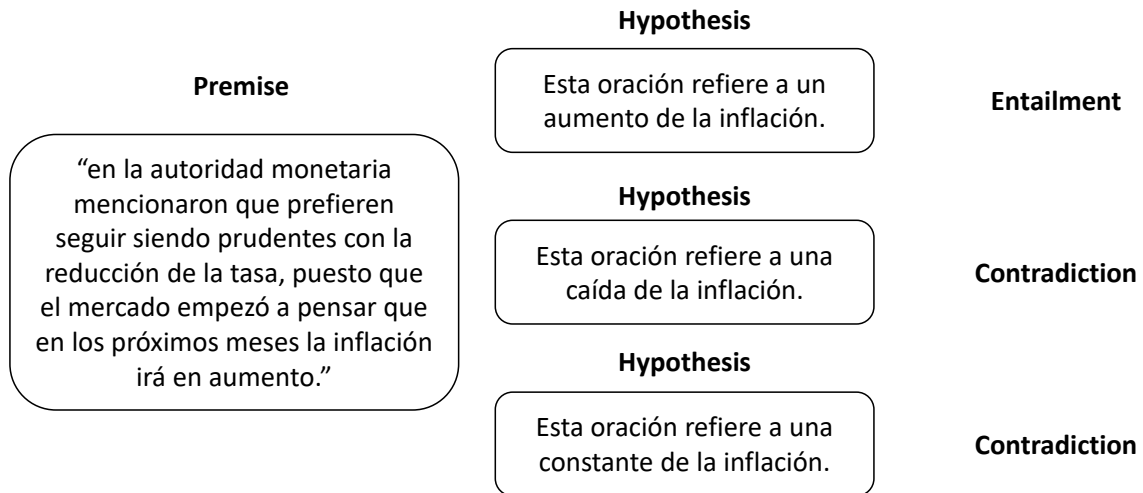 Premise
“en la autoridad monetaria
mencionaron que prefieren
seguir siendo prudentes con la
reducción de la tasa, puesto que
el mercado empezó a pensar que
en los próximos meses la inflación
irá en aumento.”
Hypothesis
Esta oración refiere a un
aumento de la inflación.
Entailment
Hypothesis
Esta oración refiere a una
caída de la inflación.
Contradiction
Hypothesis
Esta oración refiere a una
constante de la inflación.
Contradiction